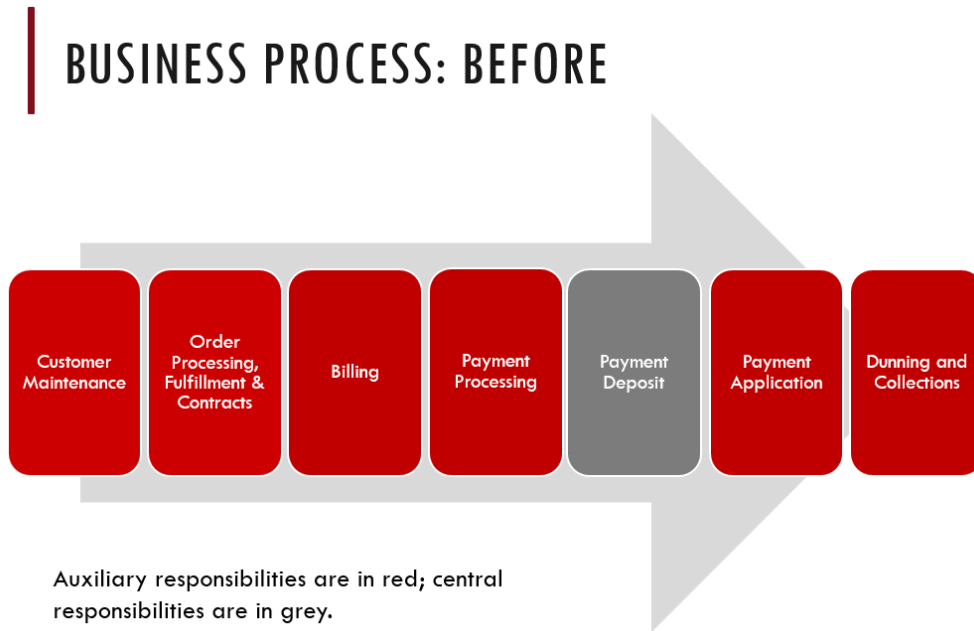 BUSINESS PROCESS: BEFORE
Customer
Maintenance
Order
Processing,
Fulfillment &
Contracts
Billing
Payment
Processing
Payment
Deposit
Payment
Application
Dunning and
Collections
Auxiliary responsibilities are in red; central
responsibilities are in grey.